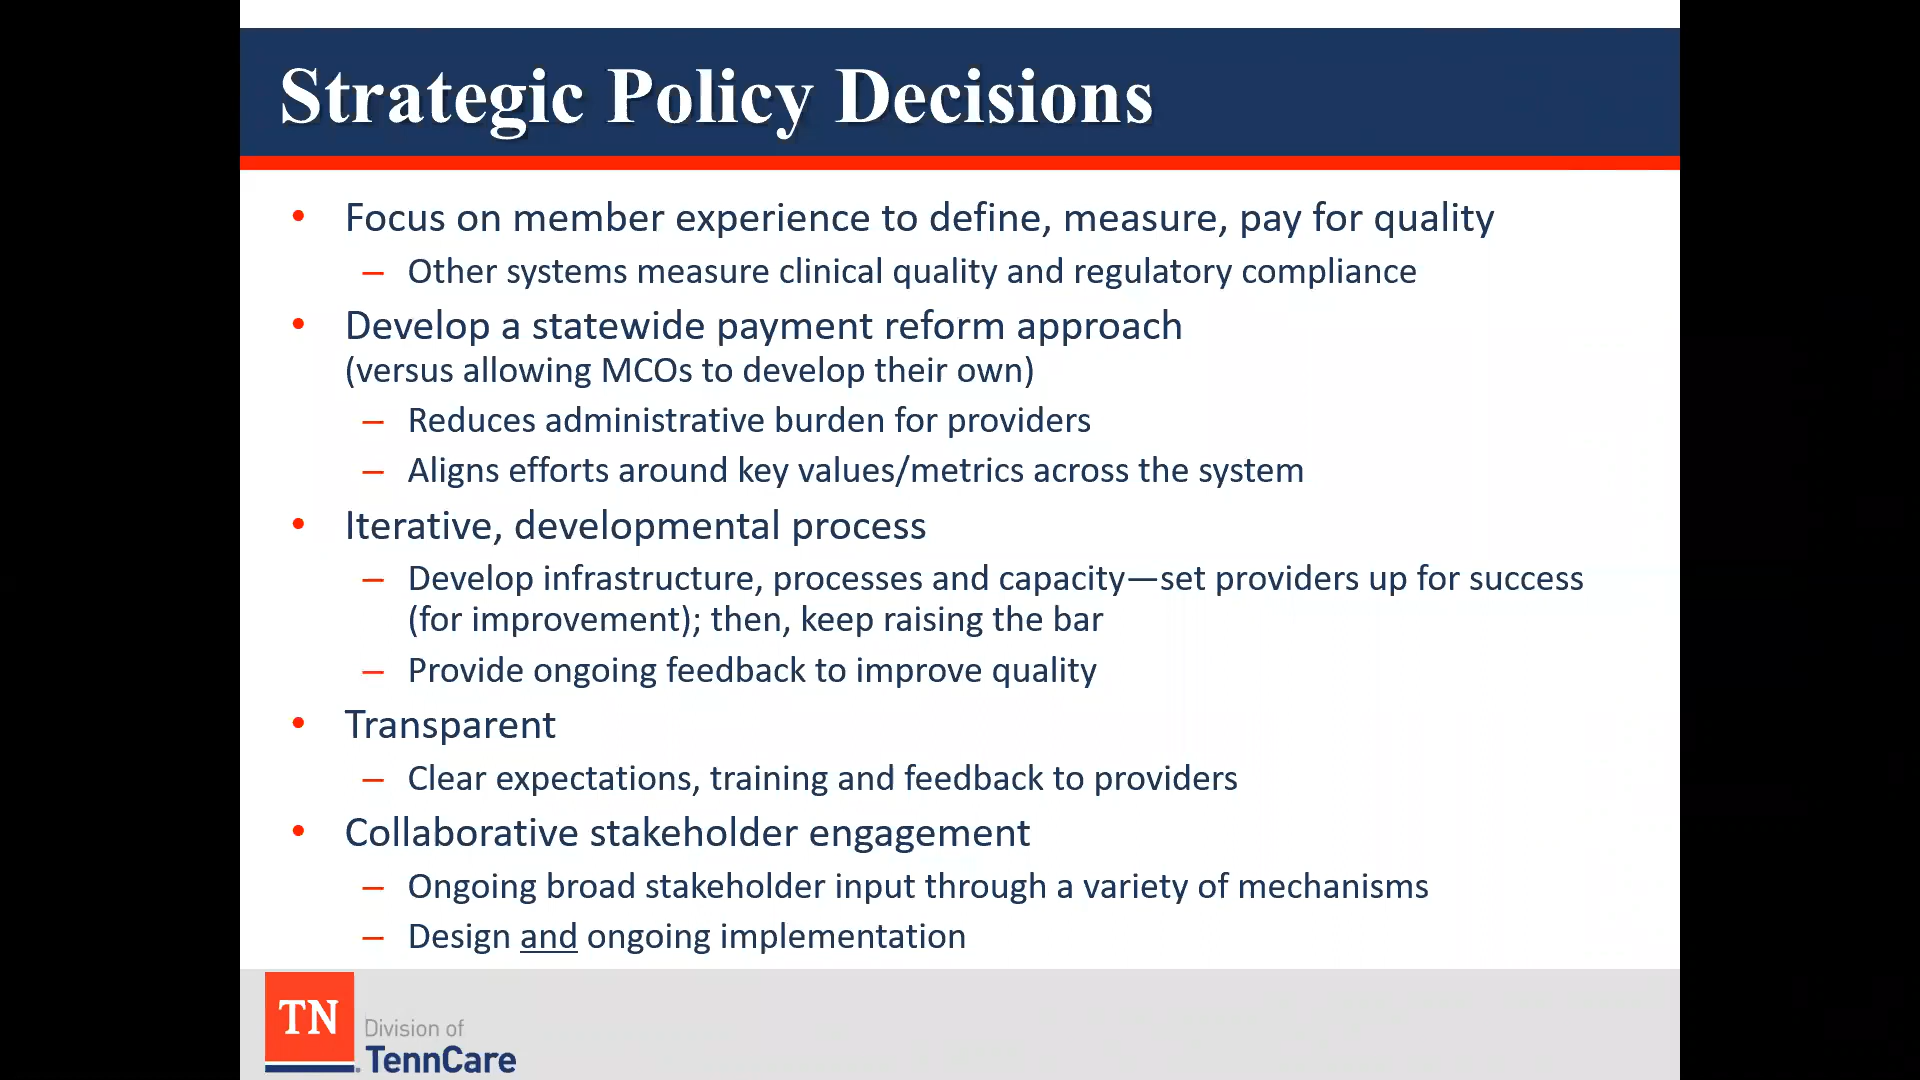 Strategic Policy Decisions
• Focus on member experience to define, measure, pay for quality
– Other systems measure clinical quality and regulatory compliance
• Develop a statewide payment reform approach
(versus allowing MCOs to develop their own)
– Reduces administrative burden for providers
– Aligns efforts around key values/metrics across the system
• Iterative, developmental process
– Develop infrastructure, processes and capacity—set providers up for success
(for improvement); then, keep raising the bar
– Provide ongoing feedback to improve quality
• Transparent
– Clear expectations, training and feedback to providers
• Collaborative stakeholder engagement
– Ongoing broad stakeholder input through a variety of mechanisms
– Design and ongoing implementation
TN
Division of
TennCare